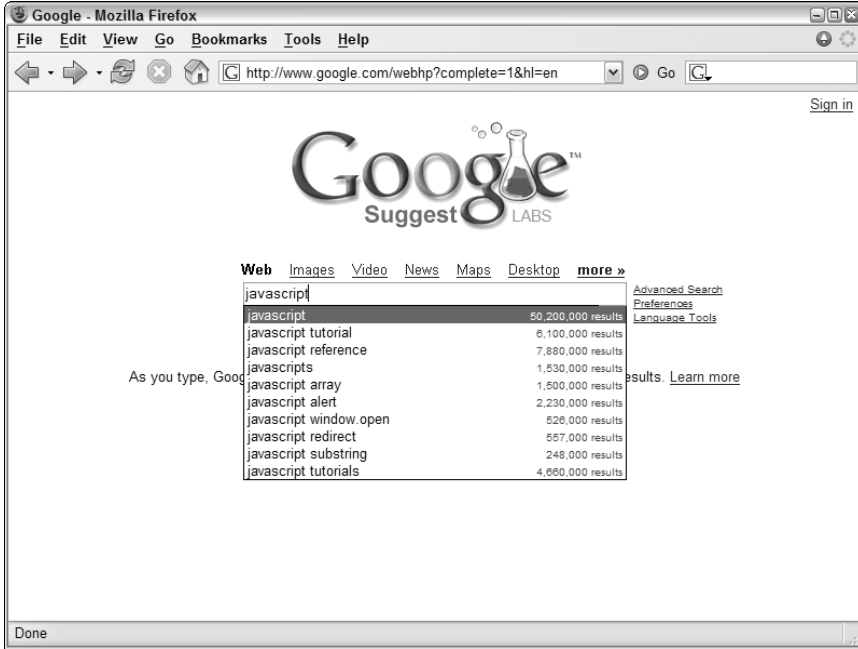 Google - Mozilla Firefox
File Edit View Go Bookmarks Tools Help
G http://www.google.com/webhp?complete=1&hl=en Go G
Sign in
Google™
Suggest LABS
Web Images Video News Maps Desktop more »
javascript
Advanced Search
Preferences
Language Tools
javascript 50,200,000 results
javascript tutorial 6,100,000 results
javascript reference 7,880,000 results
javascripts 1,530,000 results
javascript array 1,500,000 results
javascript alert 2,230,000 results
javascript window.open 526,000 results
javascript redirect 557,000 results
javascript substring 248,000 results
javascript tutorials 4,660,000 results
As you type, Goog esults. Learn more
Done